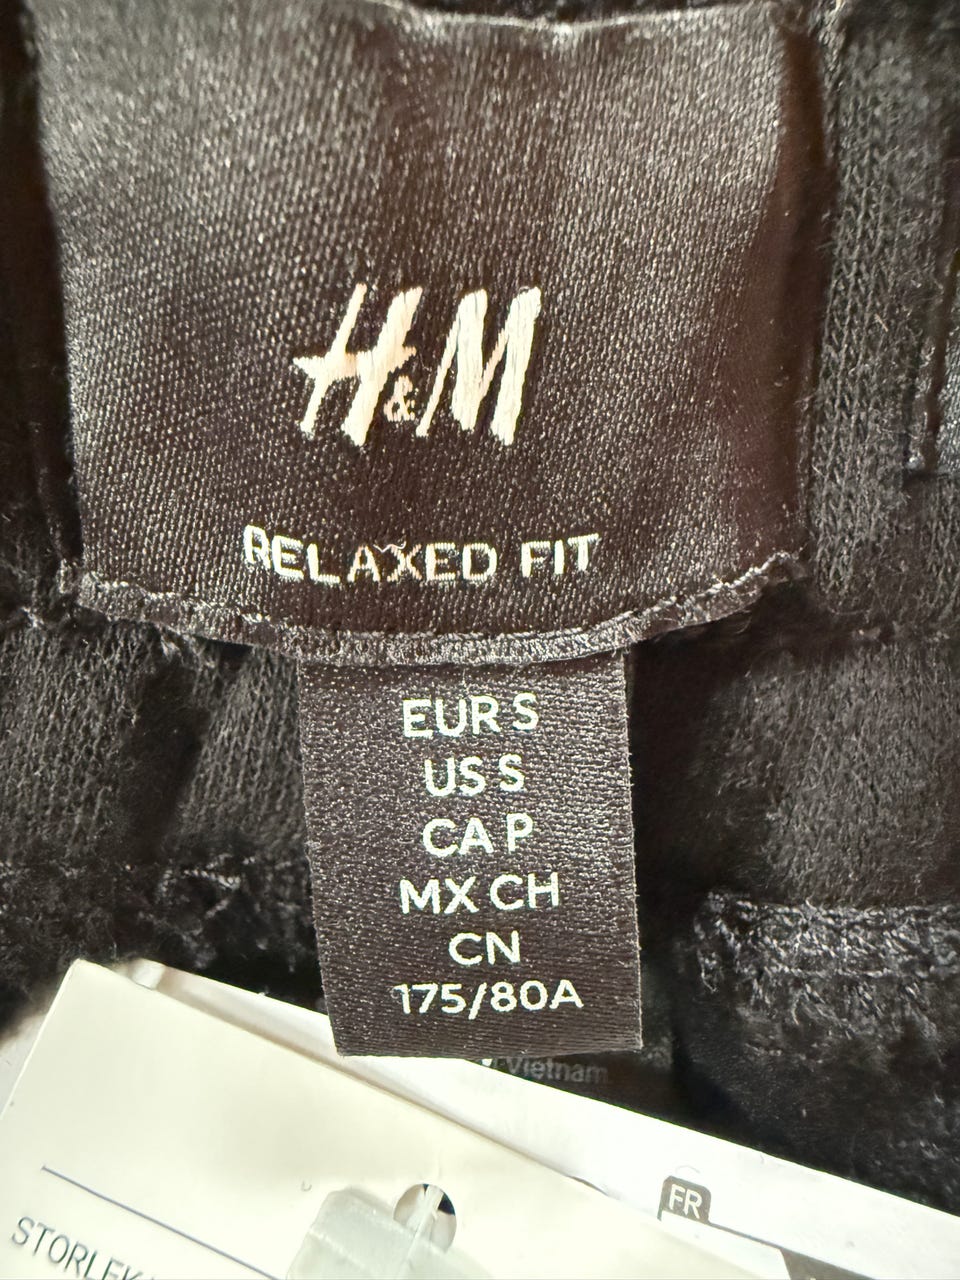 H&M
RELAXED FIT
EUR S
US S
CA P
MX CH
CN
175/80A
Vietnam
FR